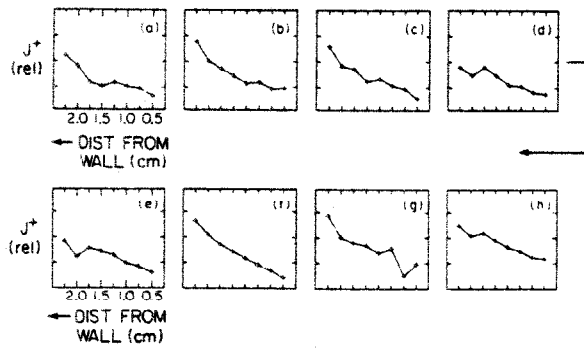 (a) (b) (c) (d)
J+
(rel)
2.0 1.5 1.0 0.5
← DIST FROM
WALL (cm)
(e) (f) (g) (h)
J+
(rel)
2.0 1.5 1.0 0.5
← DIST FROM
WALL (cm)